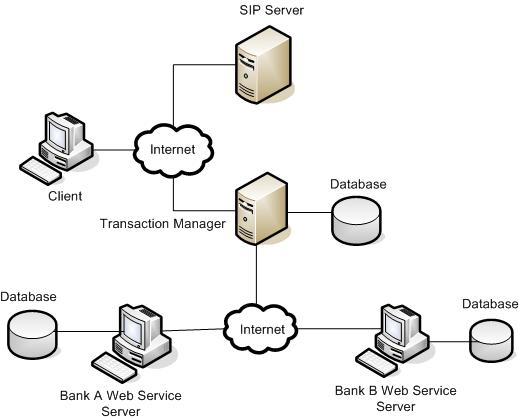 SIP Server
Internet
Client
Transaction Manager
Database
Database
Internet
Database
Bank A Web Service
Server
Bank B Web Service
Server